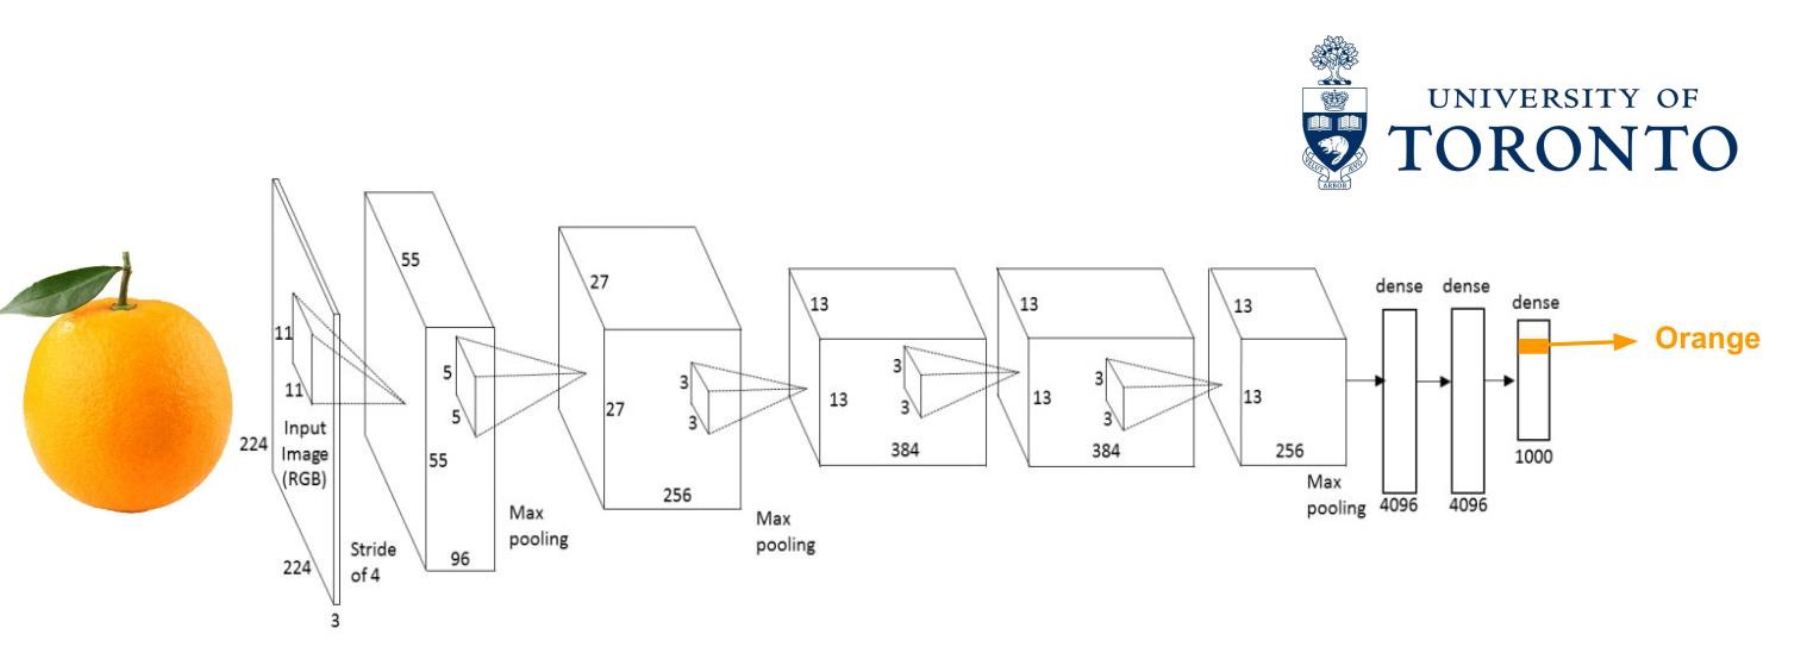 UNIVERSITY OF
TORONTO
VELUT
ÆVO
ARBOR
11
11
Input
Image
(RGB)
224
224
3
Stride
of 4
55
5
5
55
96
Max
pooling
27
3
3
27
256
Max
pooling
13
3
3
13
384
13
3
3
13
384
13
13
256
Max
pooling
dense
4096
dense
4096
dense
1000
Orange